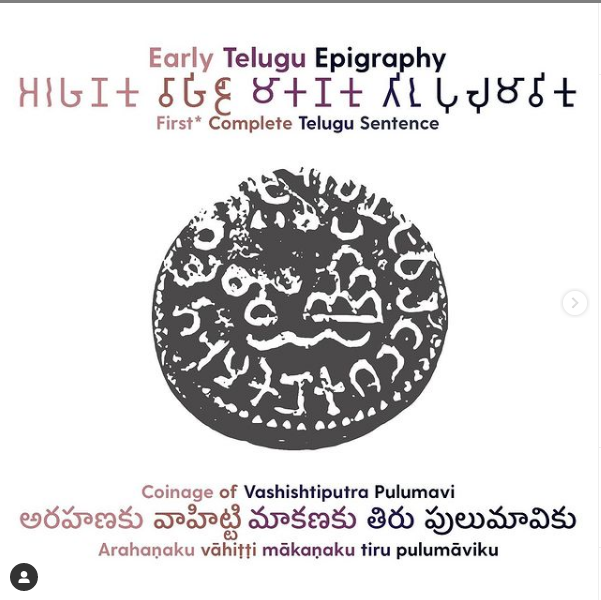 Early Telugu Epigraphy
First* Complete Telugu Sentence
Coinage of Vashishtiputra Pulumavi
అరహణకు వాహిట్టి మాకణకు తిరు పులుమావికు
Arahaṇaku vāhiṭṭi mākaṇaku tiru pulumāviku